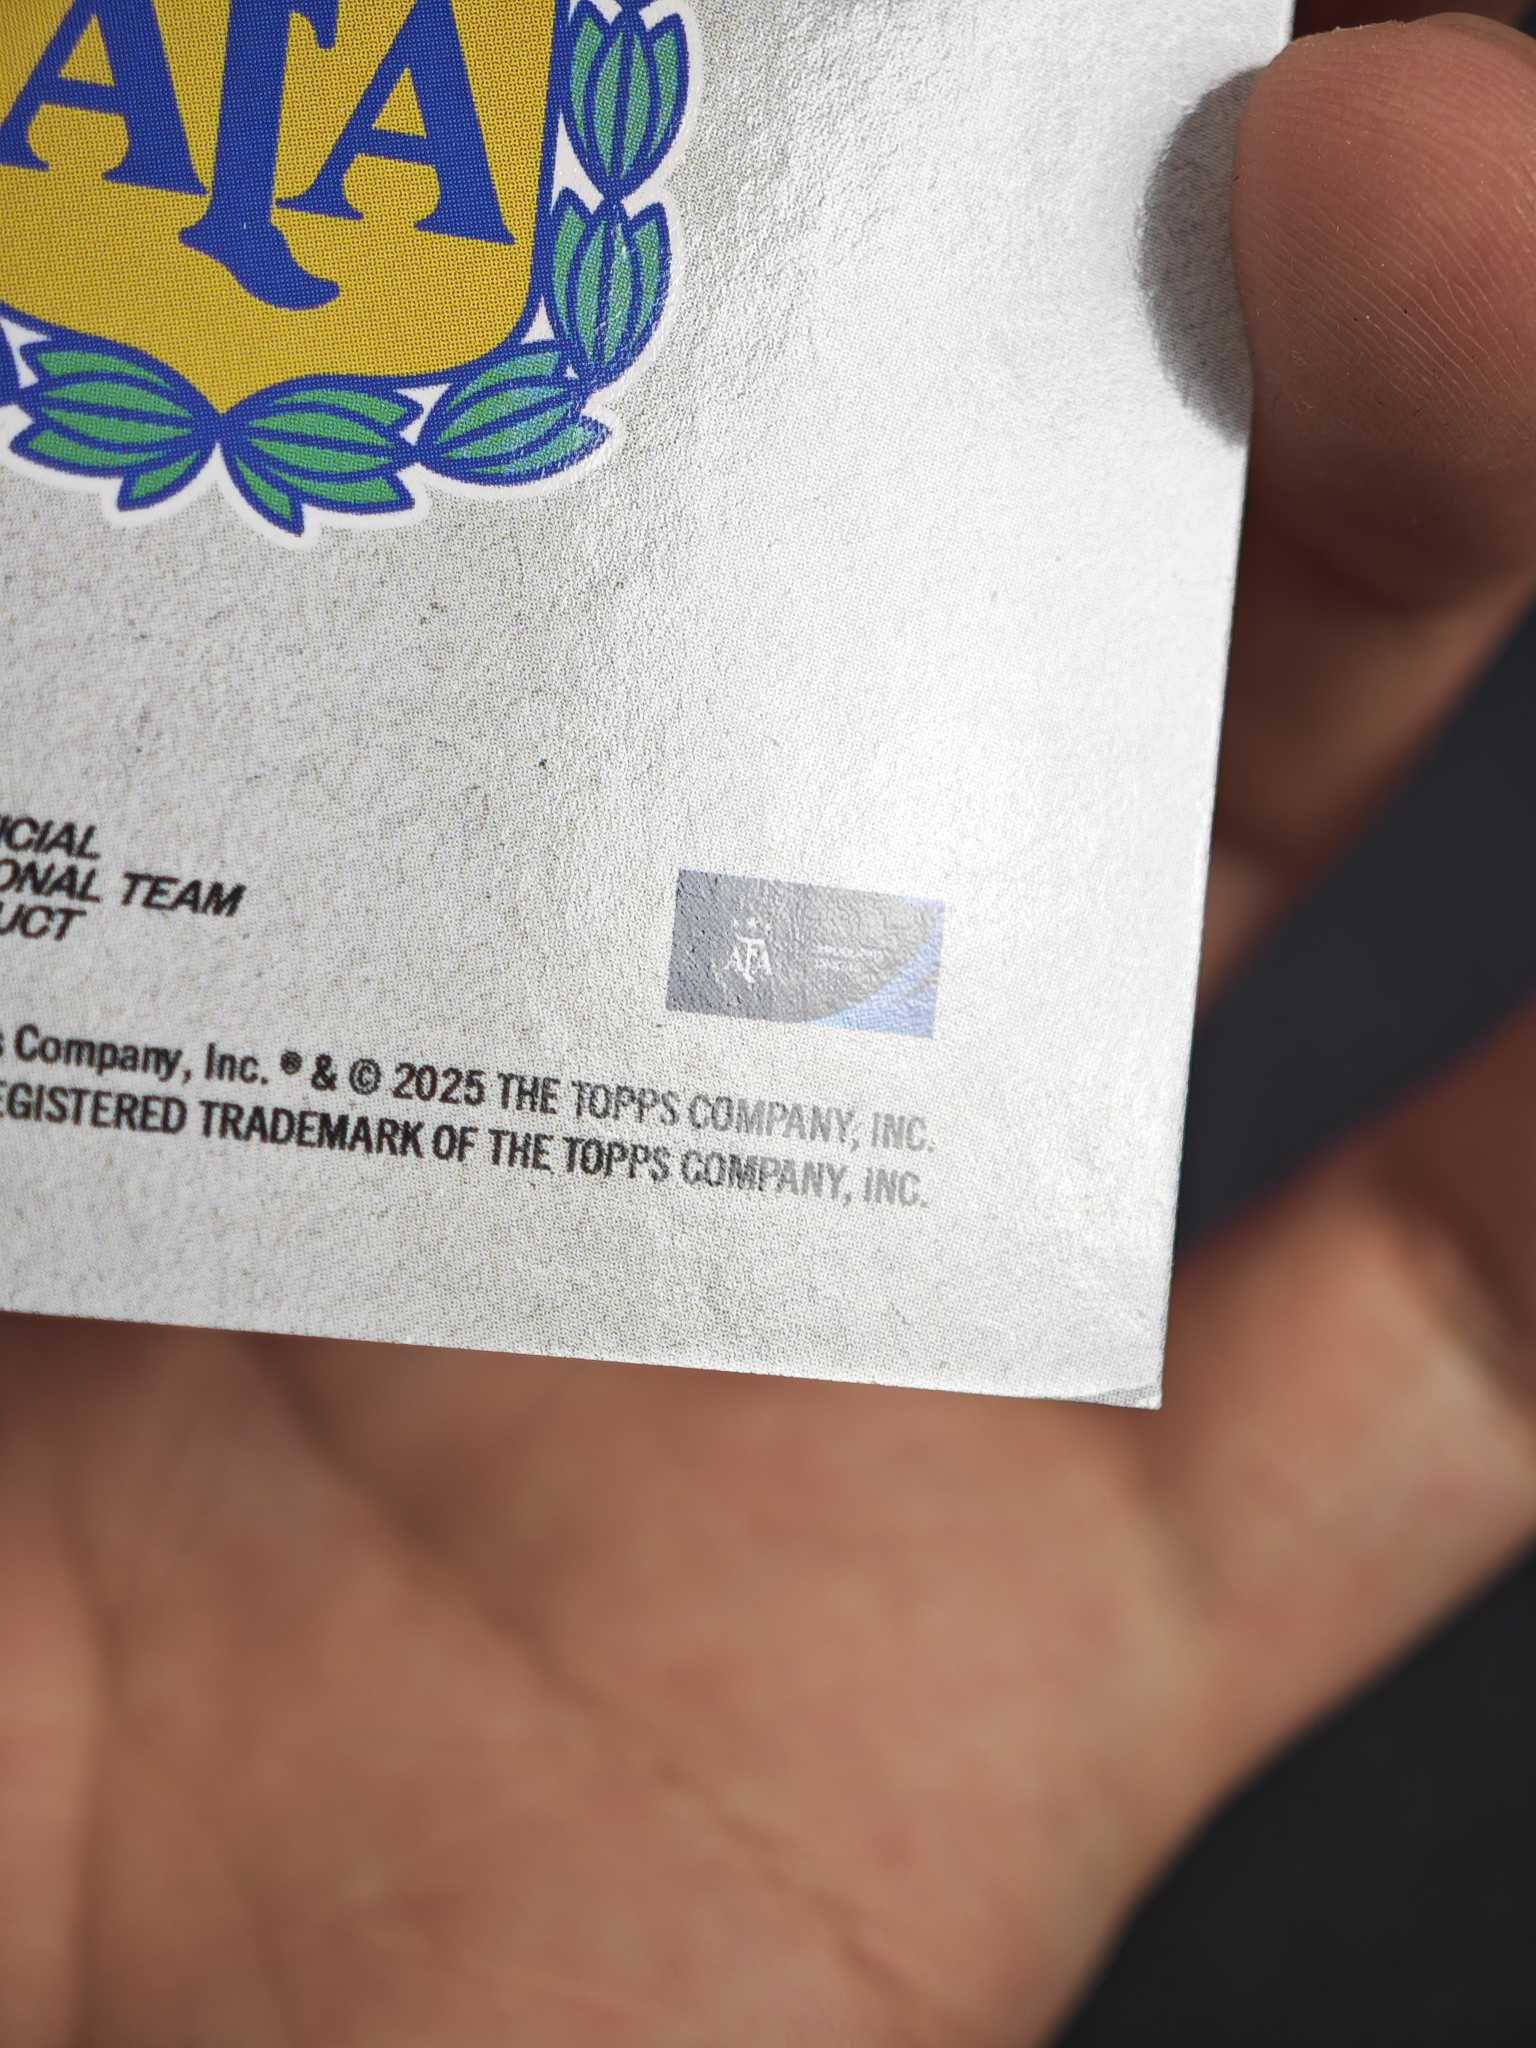 AFA
ICIAL
ONAL TEAM
UCT
AFA
s Company, Inc. ® & © 2025 THE TOPPS COMPANY, INC.
EGISTERED TRADEMARK OF THE TOPPS COMPANY, INC.